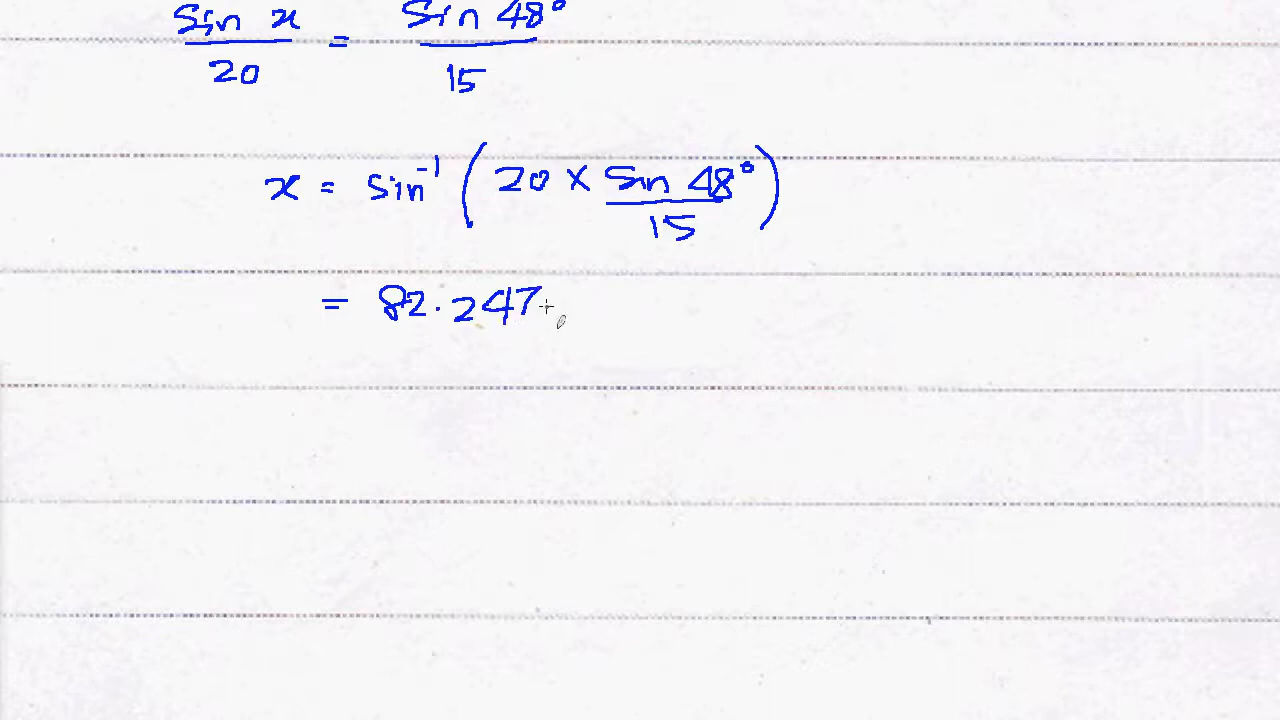 sin x / 20 = sin 48° / 15
x = sin⁻¹ ( 20 × sin 48° / 15 )
= 82.247